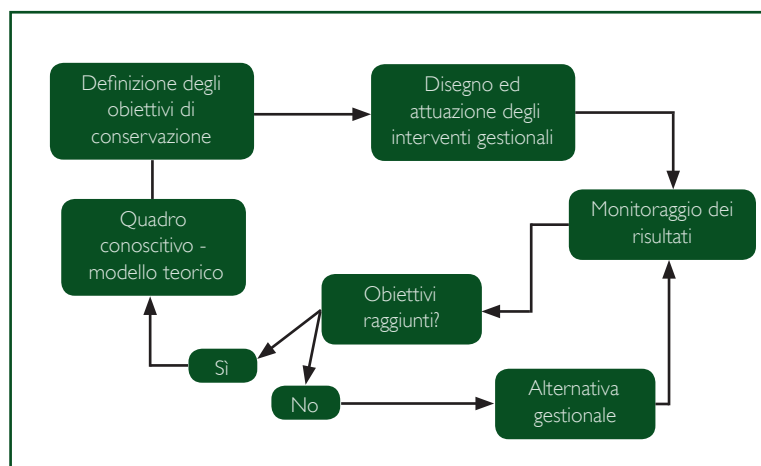 Definizione degli
obiettivi di
conservazione
Disegno ed
attuazione degli
interventi gestionali
Quadro
conoscitivo -
modello teorico
Monitoraggio dei
risultati
Obiettivi
raggiunti?
Sì
No
Alternativa
gestionale